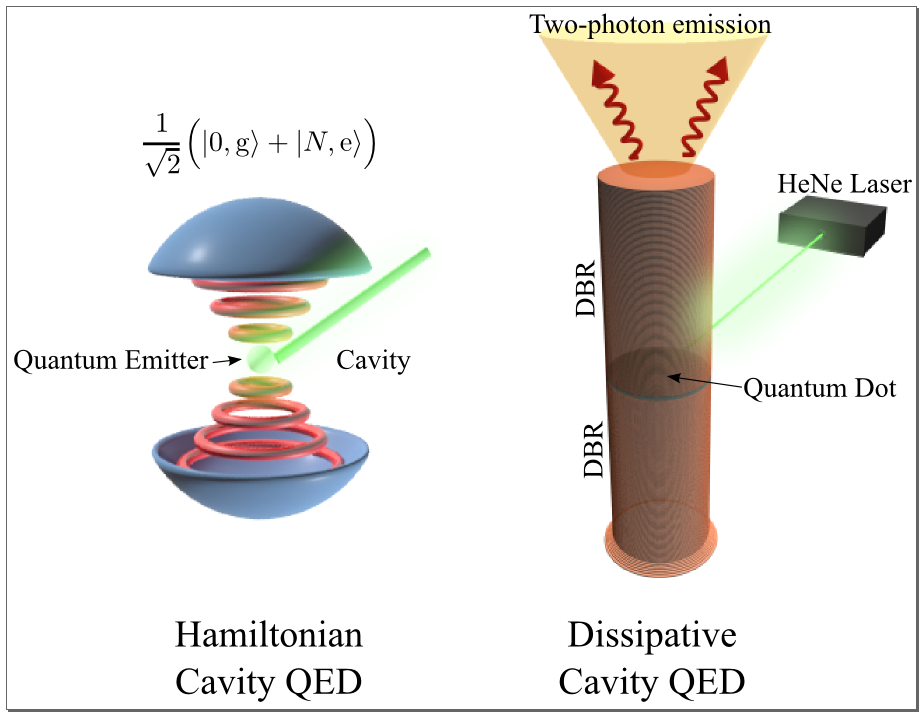 Two-photon emission
1/√2 (|0, g⟩ + |N, e⟩)
HeNe Laser
DBR
Quantum Emitter
Cavity
Quantum Dot
DBR
Hamiltonian
Cavity QED
Dissipative
Cavity QED